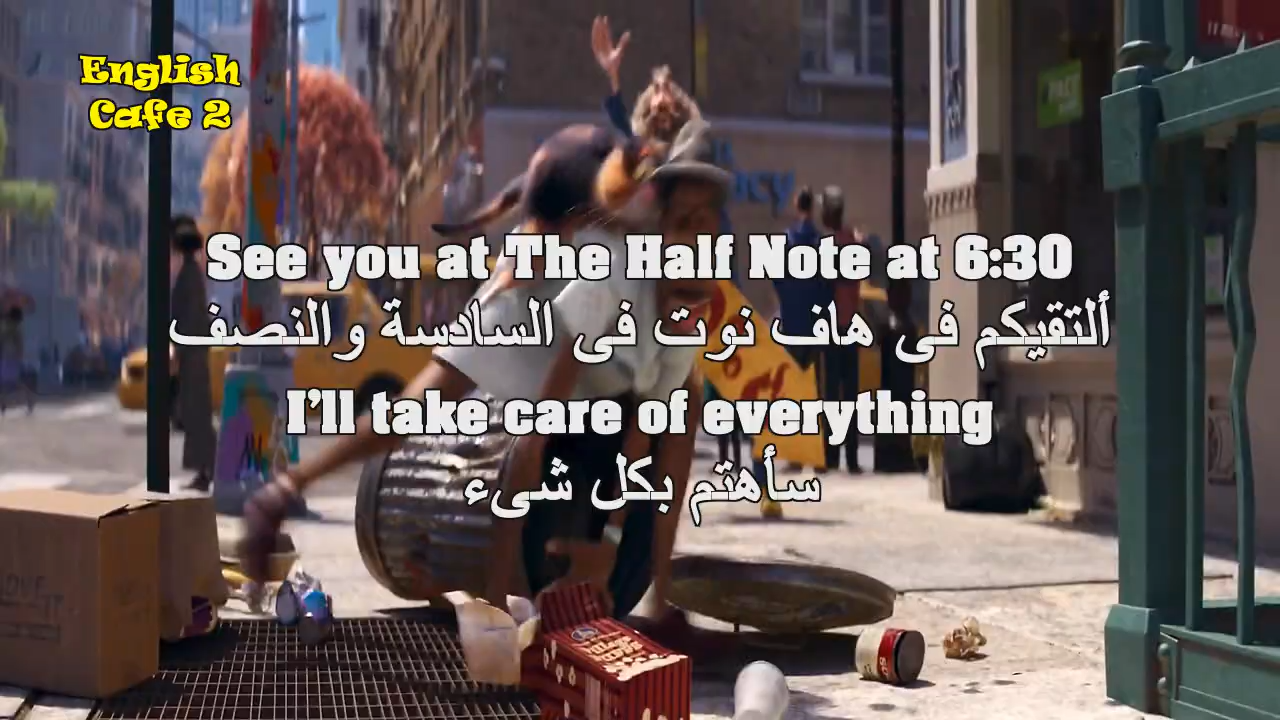 English
Cafe 2
See you at The Half Note at 6:30
ألتقيكم فى هاف نوت فى السادسة والنصف
I'll take care of everything
سأهتم بكل شىء